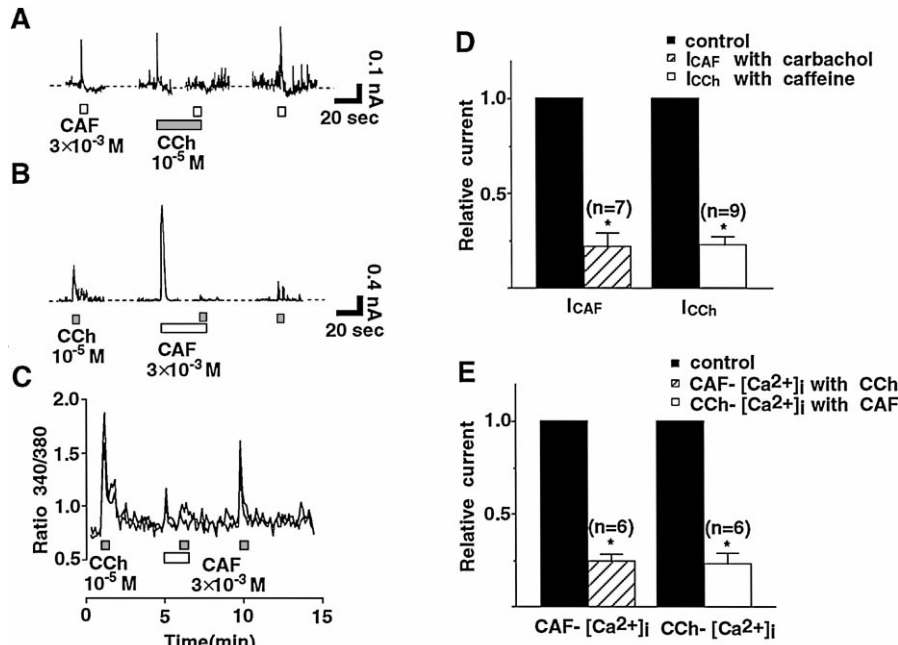 A
0.1 nA
20 sec
CAF
3×10-3 M
CCh
10-5 M
B
0.4 nA
20 sec
CCh
10-5 M
CAF
3×10-3 M
C
2.0
1.5
1.0
0.5
Ratio 340/380
CCh
10-5 M
CAF
3×10-3 M
0 5 10 15
Time(min)
D
control
ICAF with carbachol
ICCh with caffeine
1.0
0.5
Relative current
(n=7)
*
(n=9)
*
ICAF ICCh
E
control
CAF- [Ca2+]i with CCh
CCh- [Ca2+]i with CAF
1.0
0.5
Relative current
(n=6)
*
(n=6)
*
CAF- [Ca2+]i CCh- [Ca2+]i